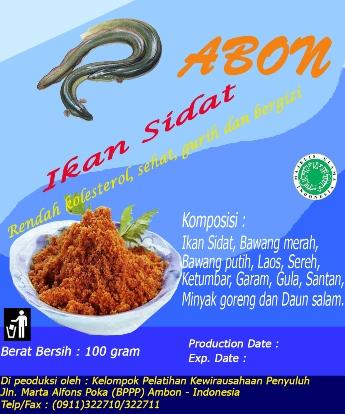 ABON
Ikan Sidat
Rendah kolesterol, sehat, gurih dan bergizi
Komposisi :
Ikan Sidat, Bawang merah,
Bawang putih, Laos, Sereh,
Ketumbar, Garam, Gula, Santan,
Minyak goreng dan Daun salam.
Berat Bersih : 100 gram
Production Date :
Exp. Date :
Di peoduksi oleh : Kelompok Pelatihan Kewirausahaan Penyuluh
Jln. Marta Alfons Poka (BPPP) Ambon - Indonesia
Telp/Fax : (0911)322710/322711